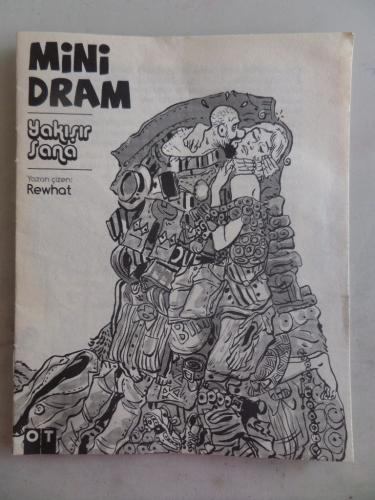 MiNi
DRAM
Yakışır
Sana
Yazan çizen:
Rewhat
OT